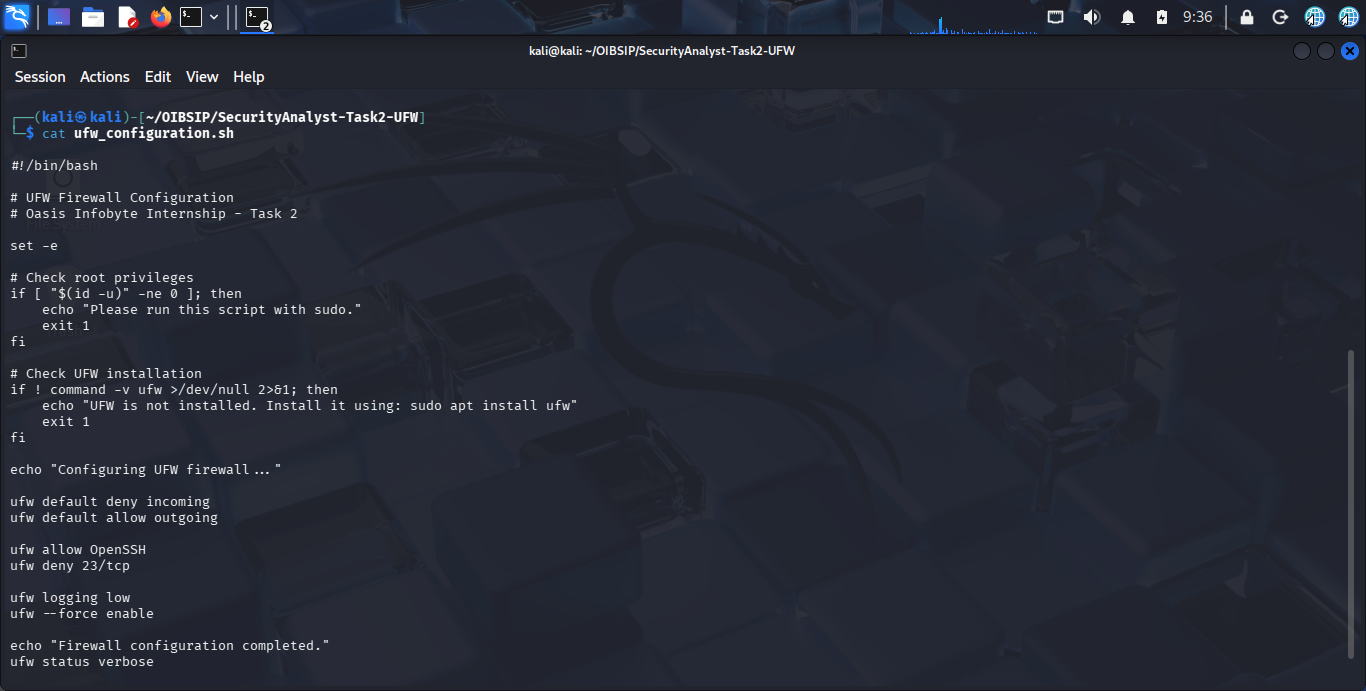 2
9:36
kali@kali: ~/OIBSIP/SecurityAnalyst-Task2-UFW
Session Actions Edit View Help
┌──(kali㉿kali)-[~/OIBSIP/SecurityAnalyst-Task2-UFW]
└─$ cat ufw_configuration.sh
#!/bin/bash
# UFW Firewall Configuration
# Oasis Infobyte Internship - Task 2
set -e
# Check root privileges
if [ "$(id -u)" -ne 0 ]; then
    echo "Please run this script with sudo."
    exit 1
fi
# Check UFW installation
if ! command -v ufw >/dev/null 2>&1; then
    echo "UFW is not installed. Install it using: sudo apt install ufw"
    exit 1
fi
echo "Configuring UFW firewall..."
ufw default deny incoming
ufw default allow outgoing
ufw allow OpenSSH
ufw deny 23/tcp
ufw logging low
ufw --force enable
echo "Firewall configuration completed."
ufw status verbose